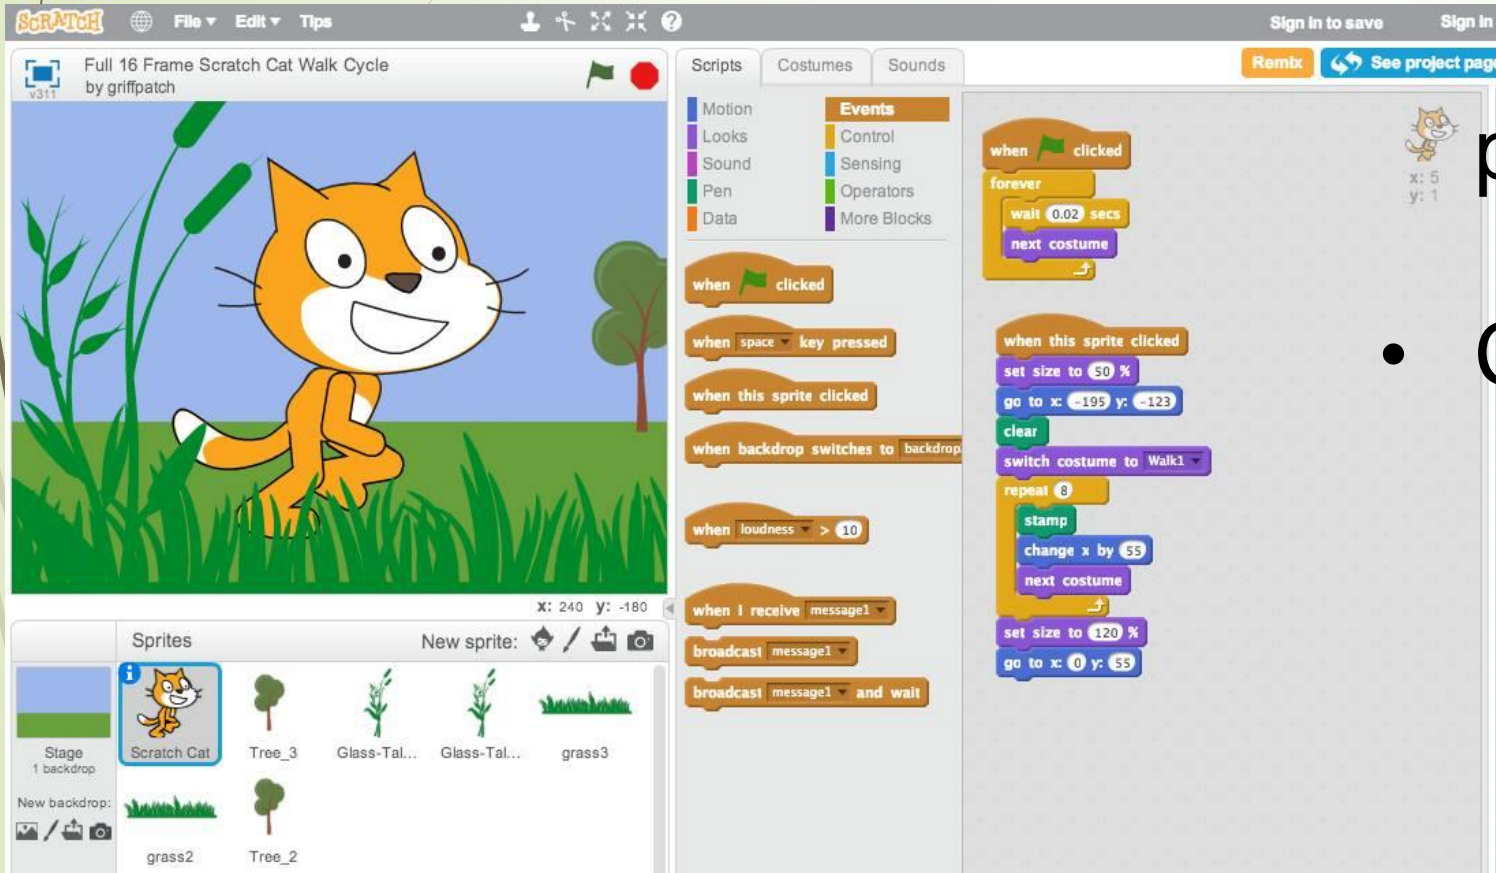 SCRATCH File Edit Tips Sign in to save Sign in
v311
Full 16 Frame Scratch Cat Walk Cycle
by griffpatch
x: 240 y: -180
Sprites New sprite:
Stage
1 backdrop
New backdrop:
Scratch Cat Tree_3 Glass-Tal... Glass-Tal... grass3
grass2 Tree_2
Scripts Costumes Sounds
Motion Events
Looks Control
Sound Sensing
Pen Operators
Data More Blocks
when clicked
when space key pressed
when this sprite clicked
when backdrop switches to backdrop
when loudness > 10
when I receive message1
broadcast message1
broadcast message1 and wait
Remix See project page
when clicked
forever
wait 0.02 secs
next costume
x: 5
y: 1
when this sprite clicked
set size to 50 %
go to x: -195 y: -123
clear
switch costume to Walk1
repeat 8
stamp
change x by 55
next costume
set size to 120 %
go to x: 0 y: 55